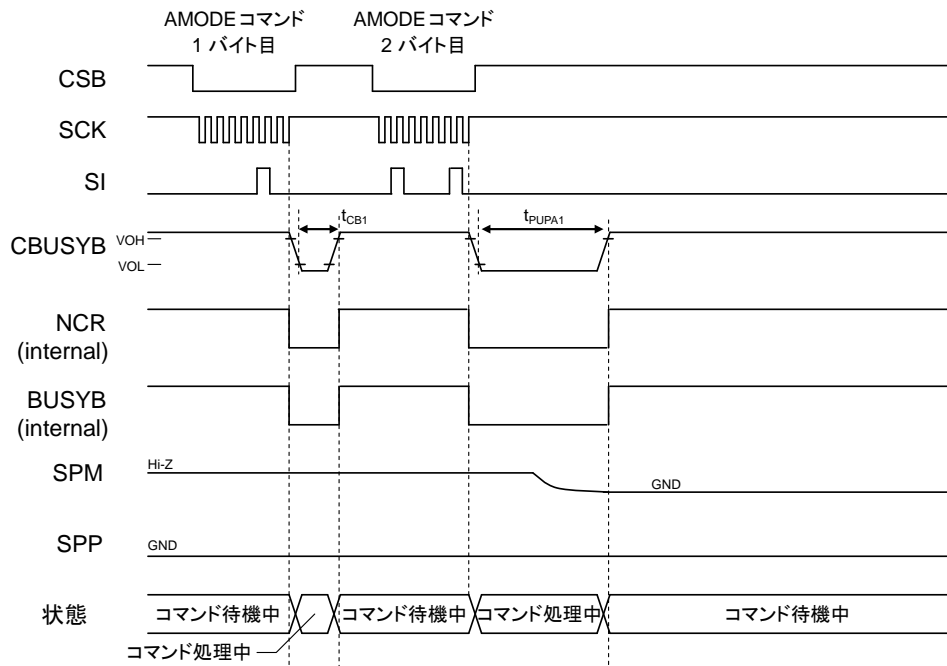 AMODEコマンド
1 バイト目
AMODEコマンド
2 バイト目
CSB
SCK
SI
tCB1
tPUPA1
CBUSYB
VOH
VOL
NCR
(internal)
BUSYB
(internal)
SPM
Hi-Z
GND
SPP
GND
状態
コマンド待機中
コマンド待機中
コマンド処理中
コマンド待機中
コマンド処理中